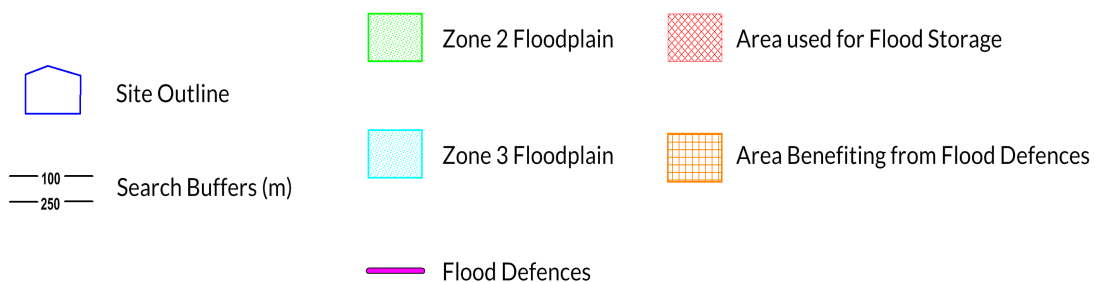 Site Outline
100
250
Search Buffers (m)
Zone 2 Floodplain
Zone 3 Floodplain
Flood Defences
Area used for Flood Storage
Area Benefiting from Flood Defences